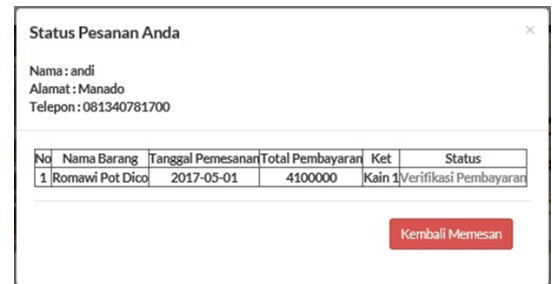 Status Pesanan Anda ×
Nama : andi
Alamat : Manado
Telepon : 081340781700
No Nama Barang Tanggal Pemesanan Total Pembayaran Ket Status
1 Romawi Pot Dico 2017-05-01 4100000 Kain 1 Verifikasi Pembayaran
Kembali Memesan